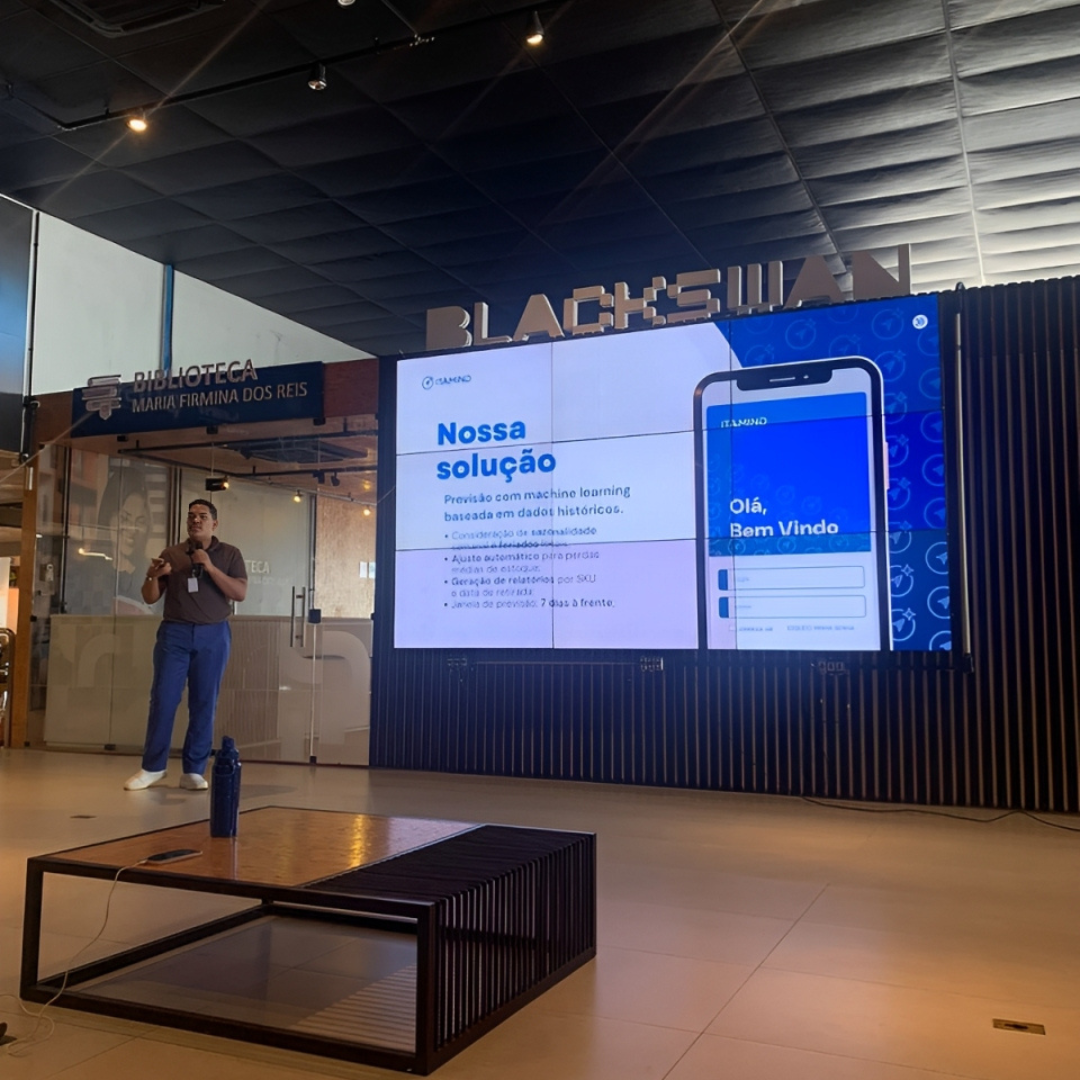 BLACKSWAN
BIBLIOTECA
MARIA FIRMINA DOS REIS
ITAMIND
Nossa
solução
Previsão com machine learning
baseada em dados históricos.
• Consideração de sazonalidade
e feriados
• Ajuste automático para perdas
médias de estoque;
• Geração de relatórios por SKU
e data de retirada;
• Janela de previsão: 7 dias à frente;
ITAMIND
Olá,
Bem Vindo